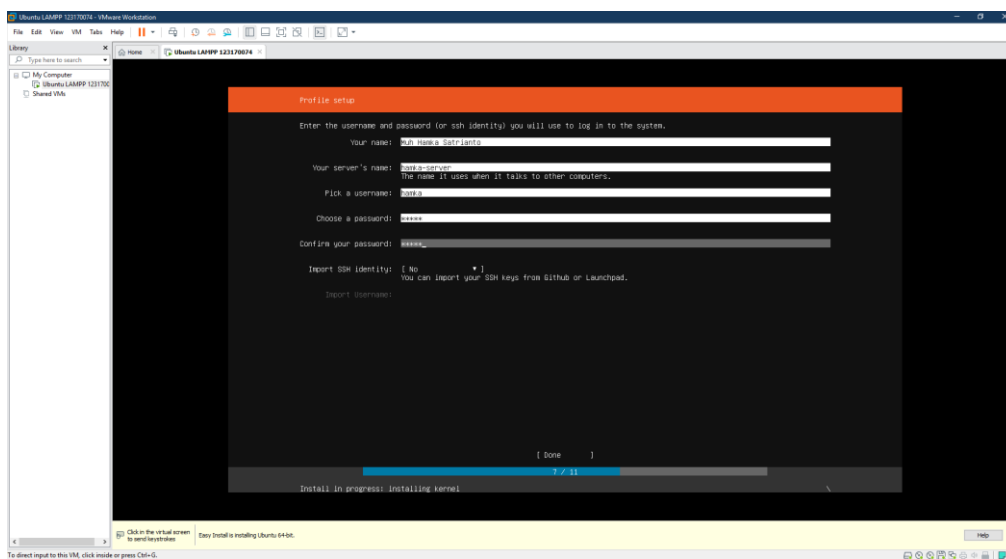 Ubuntu LAMPP 123170074 - VMware Workstation
File Edit View VM Tabs Help
Library
Home
Ubuntu LAMPP 123170074
Type here to search
My Computer
Ubuntu LAMPP 1231700
Shared VMs
Profile setup
Enter the username and password (or ssh identity) you will use to log in to the system.
Your name: Muh Hamka Satrianto
Your server's name: hamka-server
The name it uses when it talks to other computers.
Pick a username: hamka
Choose a password: *****
Confirm your password: *****_
Import SSH identity: [ No ▾ ]
You can import your SSH keys from Github or Launchpad.
Import Username:
[ Done ]
7 / 11
Install in progress: installing kernel \
Click in the virtual screen
to send keystrokes
Easy Install is installing Ubuntu 64-bit.
Help
To direct input to this VM, click inside or press Ctrl+G.